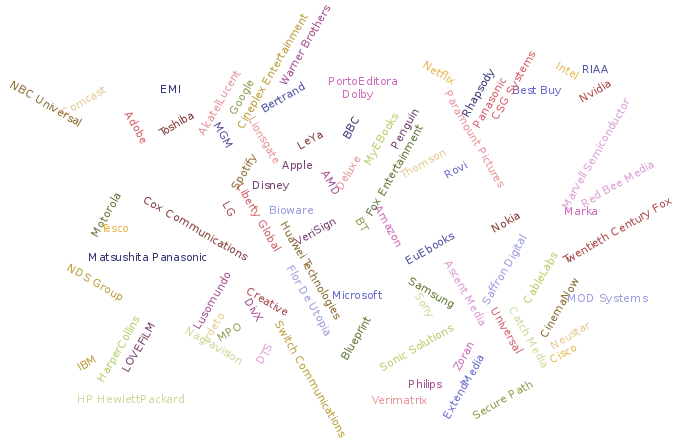 Warner Brothers
Cineplex Entertainment
Netflix
Intel
RIAA
NBC Universal
Comcast
EMI
AlcatelLucent
Google
Bertrand
PortoEditora
Dolby
Rhapsody
Panasonic
CSG Systems
Best Buy
Nvidia
Adobe
Toshiba
MGM
Lionsgate
LeYa
BBC
MyEBooks
Penguin
Paramount Pictures
Marvell Semiconductor
Spotify
Apple
Disney
AMD
Deluxe
Fox Entertainment
Thomson
Rovi
Red Bee Media
Motorola
Tesco
Cox Communications
LG
Liberty Global
Bioware
VeriSign
BT
Amazon
Nokia
Marka
Twentieth Century Fox
Matsushita Panasonic
Huawei Technologies
EuEbooks
Saffron Digital
CableLabs
NDS Group
Lusomundo
Creative
Flor De Utopia
Microsoft
Samsung
Sony
Ascent Media
CinemaNow
MOD Systems
HarperCollins
LOVEFiLM
Irdeto
DivX
MPO
Nagravision
DTS
Switch Communications
Blueprint
Sonic Solutions
Zoran
Universal
Catch Media
Neustar
Cisco
IBM
HP HewlettPackard
Philips
Verimatrix
ExtendMedia
Secure Path